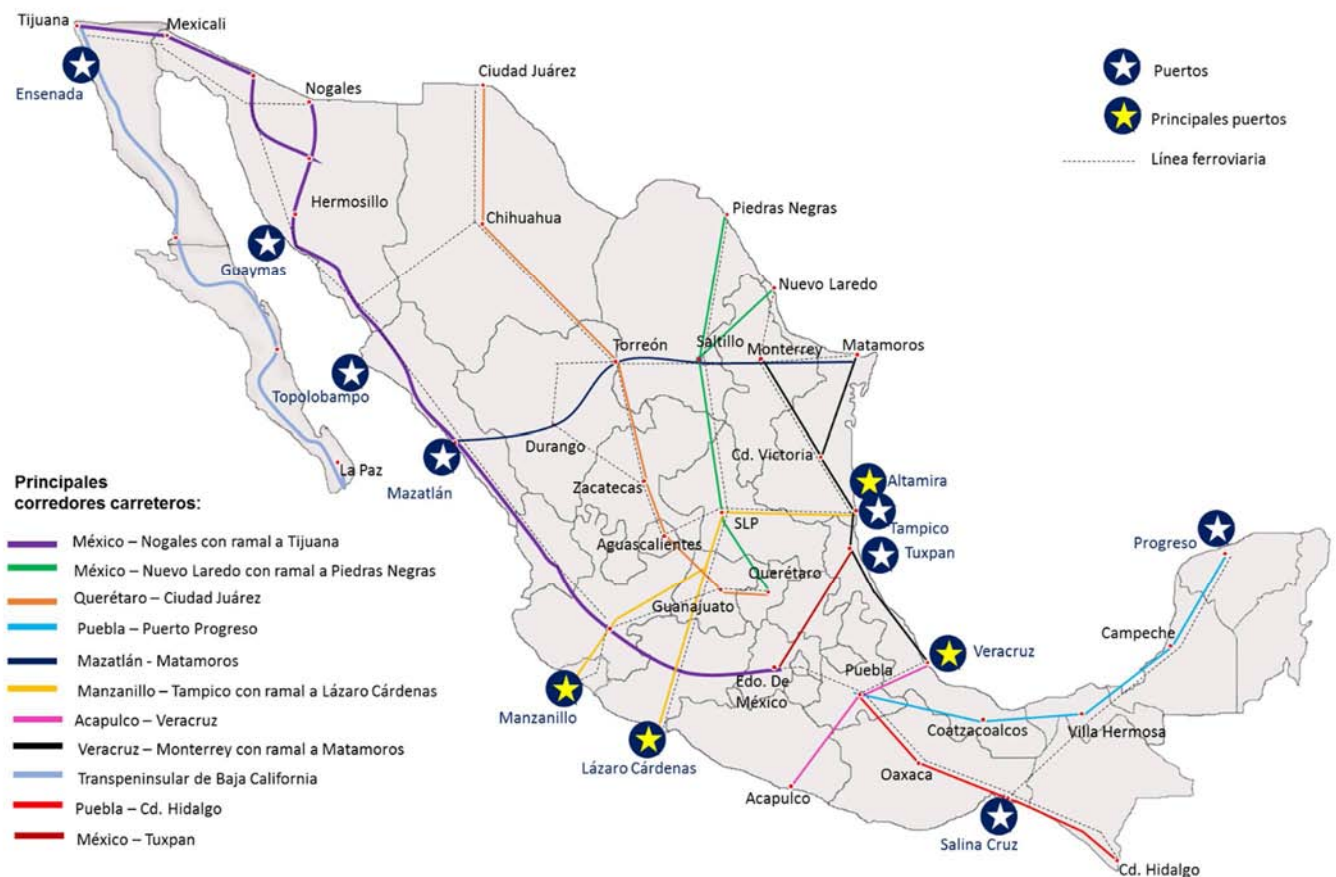 Tijuana
Mexicali
Ensenada
Nogales
Ciudad Juárez
Puertos
Principales puertos
Línea ferroviaria
Hermosillo
Chihuahua
Piedras Negras
Guaymas
Nuevo Laredo
Topolobampo
Torreón
Saltillo
Monterrey
Matamoros
La Paz
Durango
Cd. Victoria
Mazatlán
Zacatecas
Altamira
SLP
Tampico
Aguascalientes
Tuxpan
Progreso
Querétaro
Guanajuato
Campeche
Veracruz
Puebla
Edo. De
México
Manzanillo
Coatzacoalcos
Villa Hermosa
Lázaro Cárdenas
Oaxaca
Acapulco
Salina Cruz
Cd. Hidalgo
Principales
corredores carreteros:
México – Nogales con ramal a Tijuana
México – Nuevo Laredo con ramal a Piedras Negras
Querétaro – Ciudad Juárez
Puebla – Puerto Progreso
Mazatlán - Matamoros
Manzanillo – Tampico con ramal a Lázaro Cárdenas
Acapulco – Veracruz
Veracruz – Monterrey con ramal a Matamoros
Transpeninsular de Baja California
Puebla – Cd. Hidalgo
México – Tuxpan